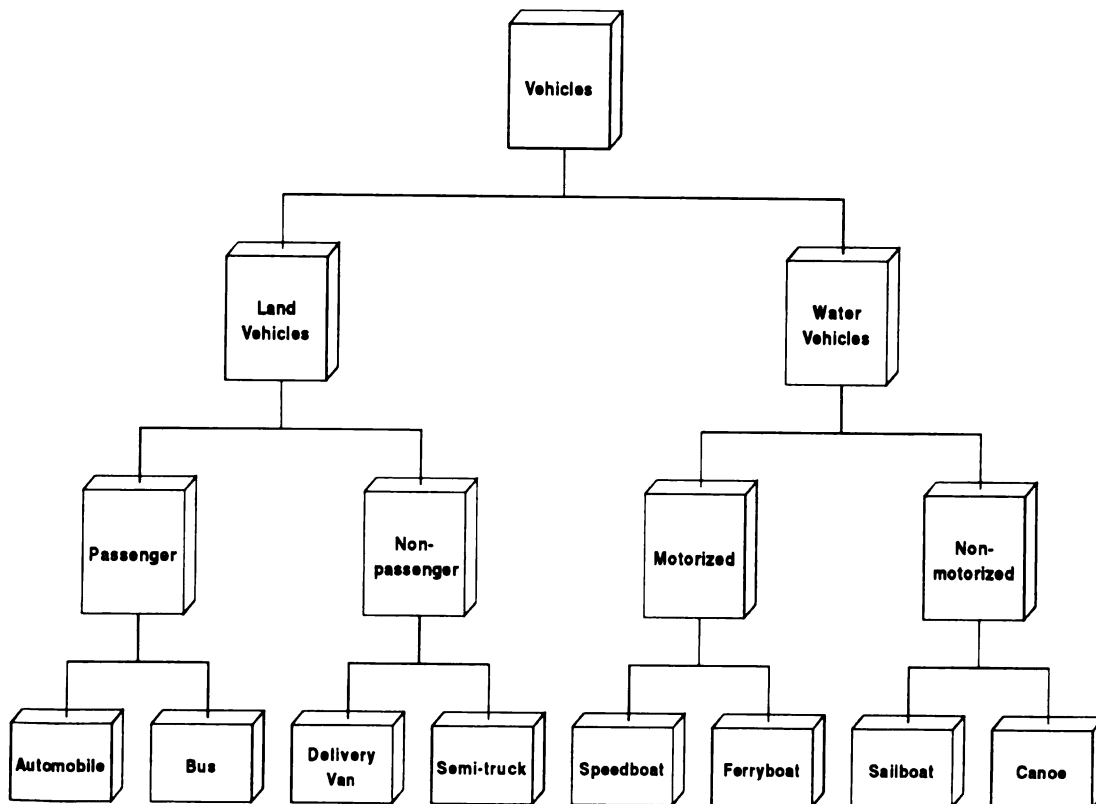 Vehicles
Land
Vehicles
Water
Vehicles
Passenger
Non-
passenger
Motorized
Non-
motorized
Automobile
Bus
Delivery
Van
Semi-truck
Speedboat
Ferryboat
Sailboat
Canoe